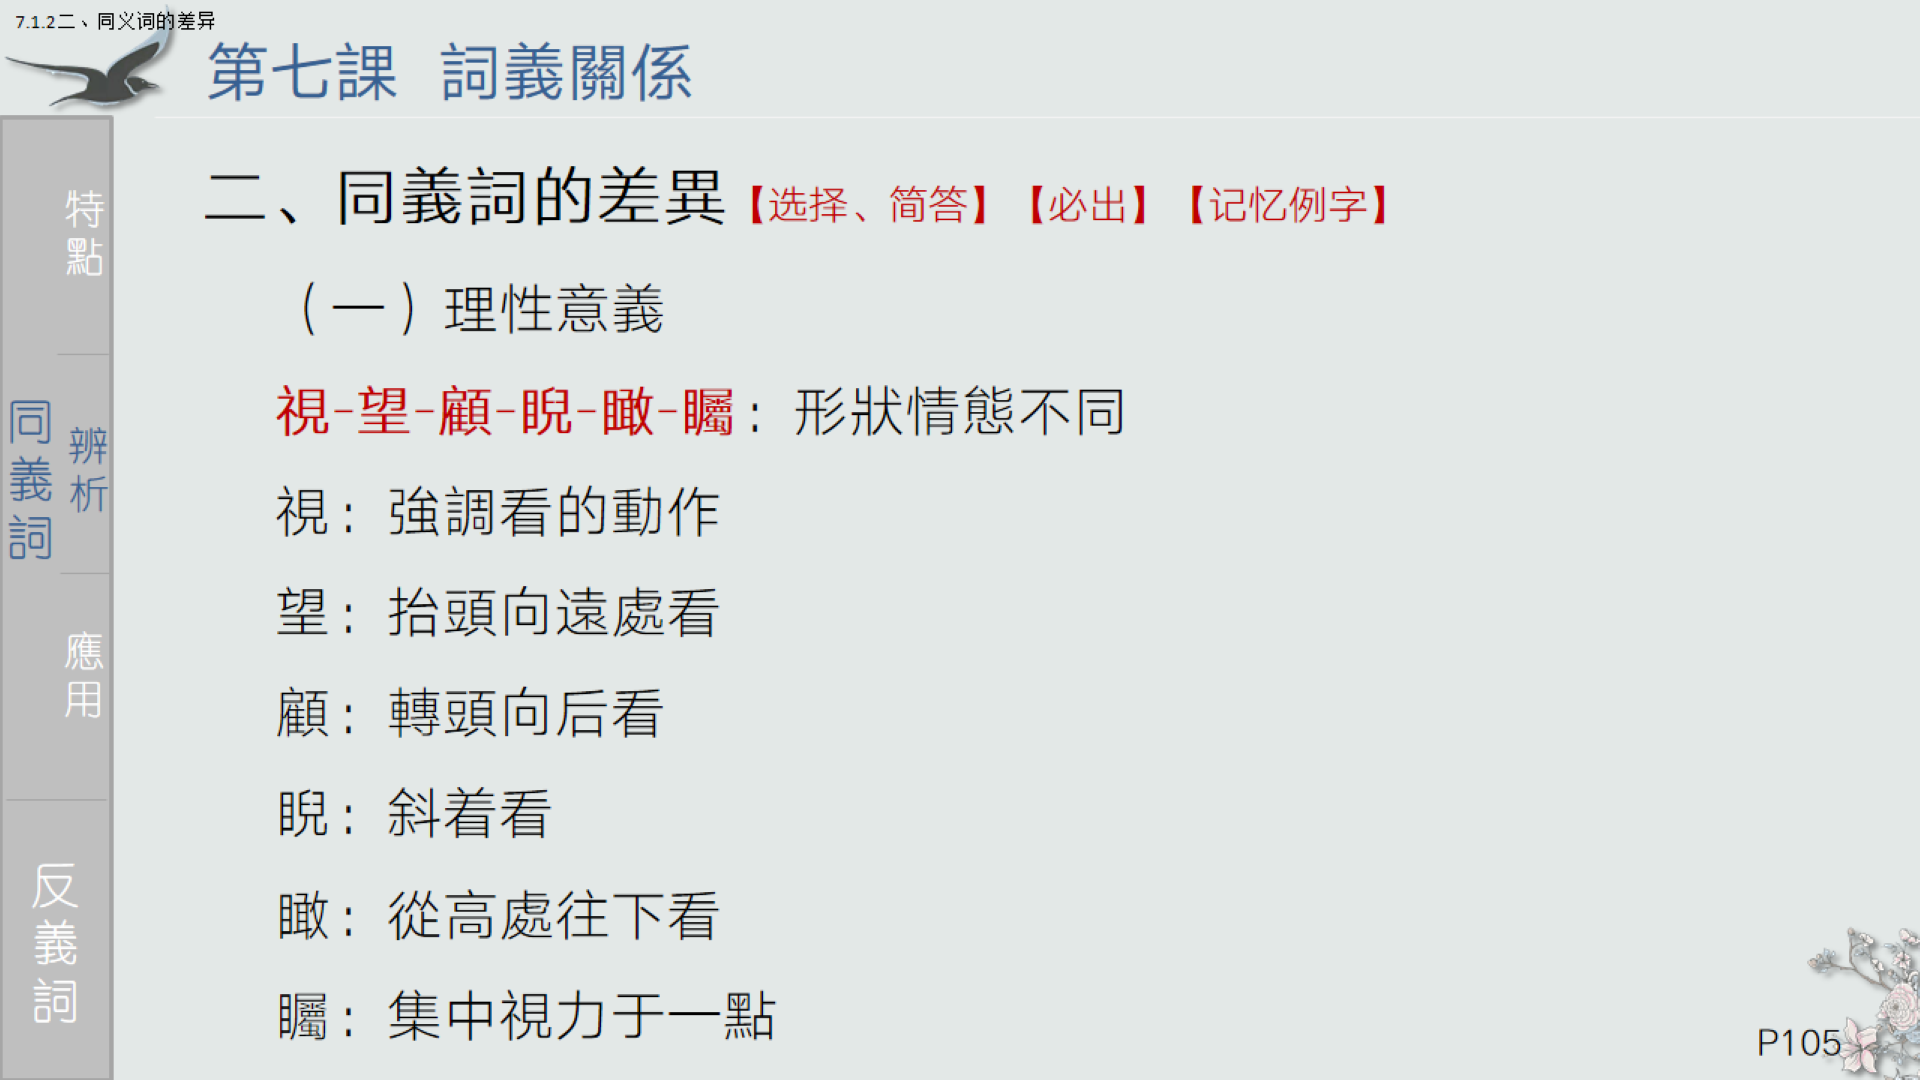 7.1.2二、同义词的差异
第七課 詞義關係
特點
同義詞
辨析
應用
反義詞
二、同義詞的差異【选择、简答】【必出】【记忆例字】
（一）理性意義
視-望-顧-睨-瞰-矚：形狀情態不同
視：強調看的動作
望：抬頭向遠處看
顧：轉頭向后看
睨：斜着看
瞰：從高處往下看
矚：集中視力于一點
P105